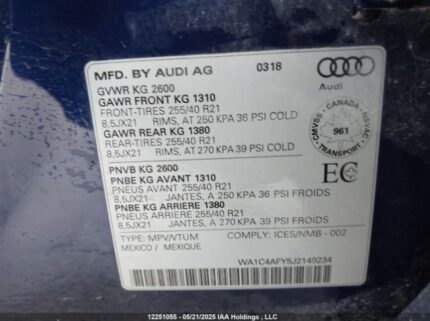 MFD. BY AUDI AG 0318
Audi
GVWR KG 2600
GAWR FRONT KG 1310
FRONT-TIRES 255/40 R21
8,5JX21 RIMS, AT 250 KPA 36 PSI COLD
GAWR REAR KG 1380
REAR-TIRES 255/40 R21
8,5JX21 RIMS, AT 270 KPA 39 PSI COLD
CMVSS - CANADA - NSVAC
961
TRANSPORT
PNVB KG 2600
PNBE KG AVANT 1310
PNEUS AVANT 255/40 R21
8,5JX21 JANTES, A 250 KPA 36 PSI FROIDS
PNBE KG ARRIERE 1380
PNEUS ARRIERE 255/40 R21
8,5JX21 JANTES, A 270 KPA 39 PSI FROIDS
EC
TYPE: MPV/VTUM COMPLY: ICES/NMB - 002
MEXICO / MEXIQUE
WA1C4AFY8J2149234
12251055 - 05/21/2025 IAA Holdings , LLC